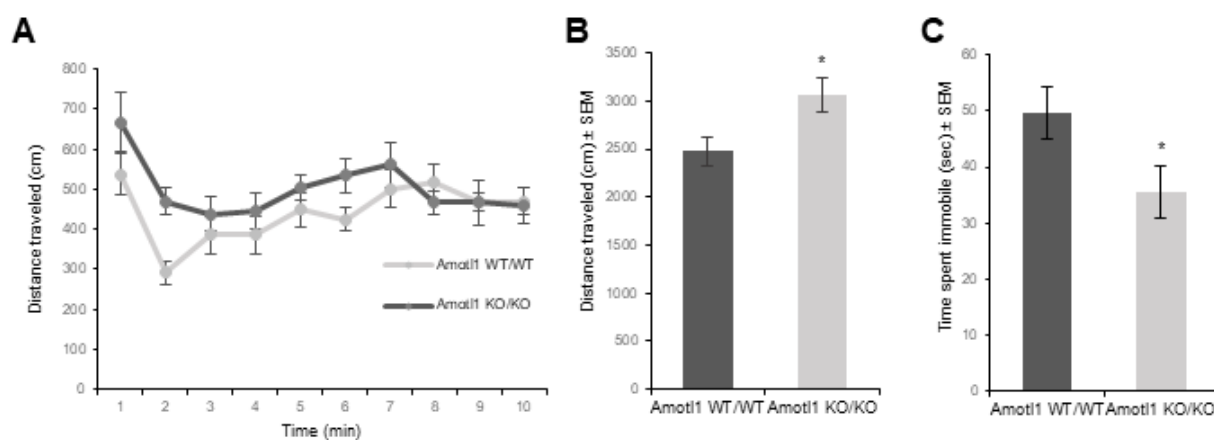 A
Distance traveled (cm)
800
700
600
500
400
300
200
100
0
1 2 3 4 5 6 7 8 9 10
Time (min)
Amotl1 WT/WT
Amotl1 KO/KO
B
Distance traveled (cm) ± SEM
3500
3000
2500
2000
1500
1000
500
0
*
Amotl1 WT/WT Amotl1 KO/KO
C
Time spent immobile (sec) ± SEM
60
50
40
30
20
10
0
*
Amotl1 WT/WT Amotl1 KO/KO